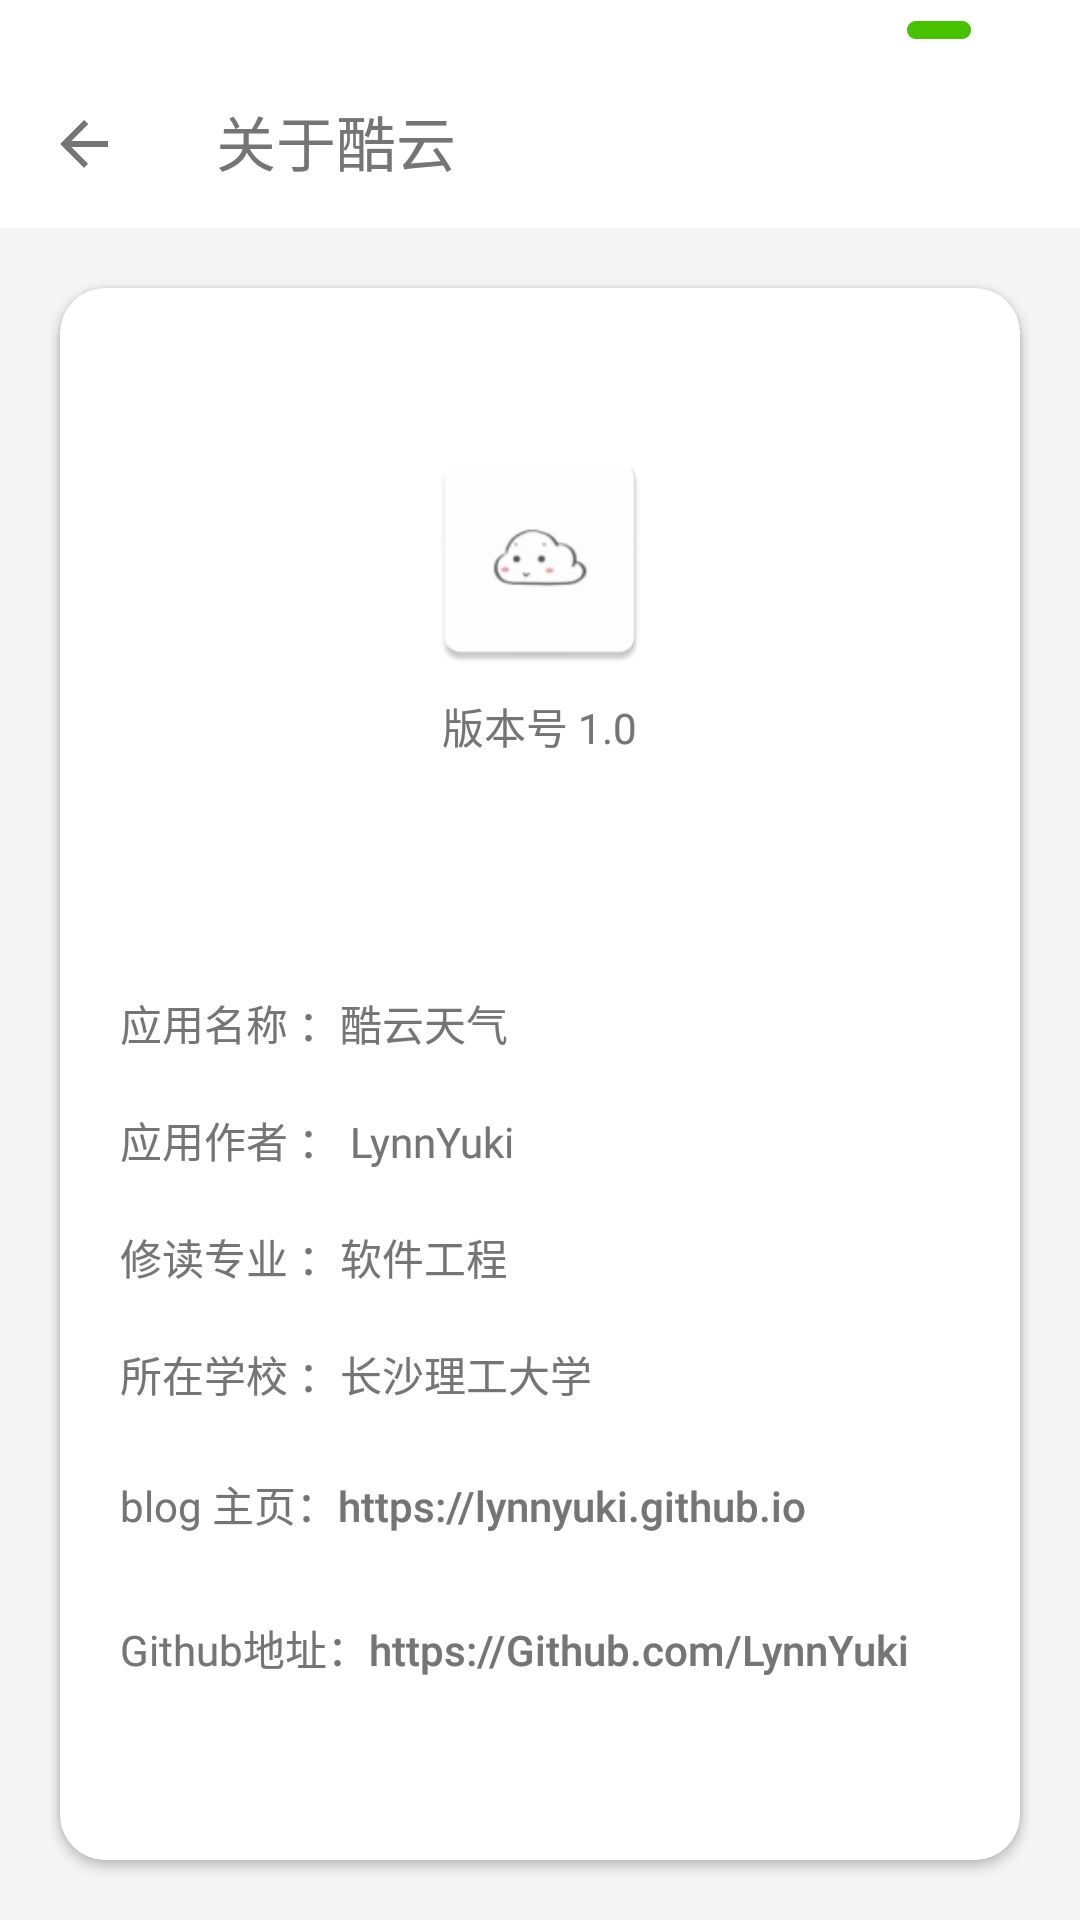 关于酷云
版本号 1.0
应用名称 ：酷云天气
应用作者 ： LynnYuki
修读专业 ：软件工程
所在学校 ：长沙理工大学
blog 主页：https://lynnyuki.github.io
Github地址：https://Github.com/LynnYuki